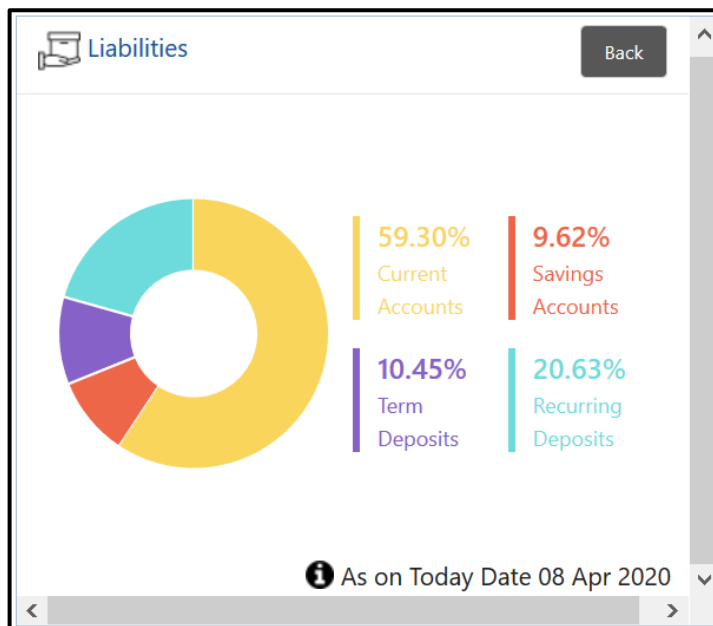 Liabilities
Back
59.30%
Current
Accounts
9.62%
Savings
Accounts
10.45%
Term
Deposits
20.63%
Recurring
Deposits
As on Today Date 08 Apr 2020